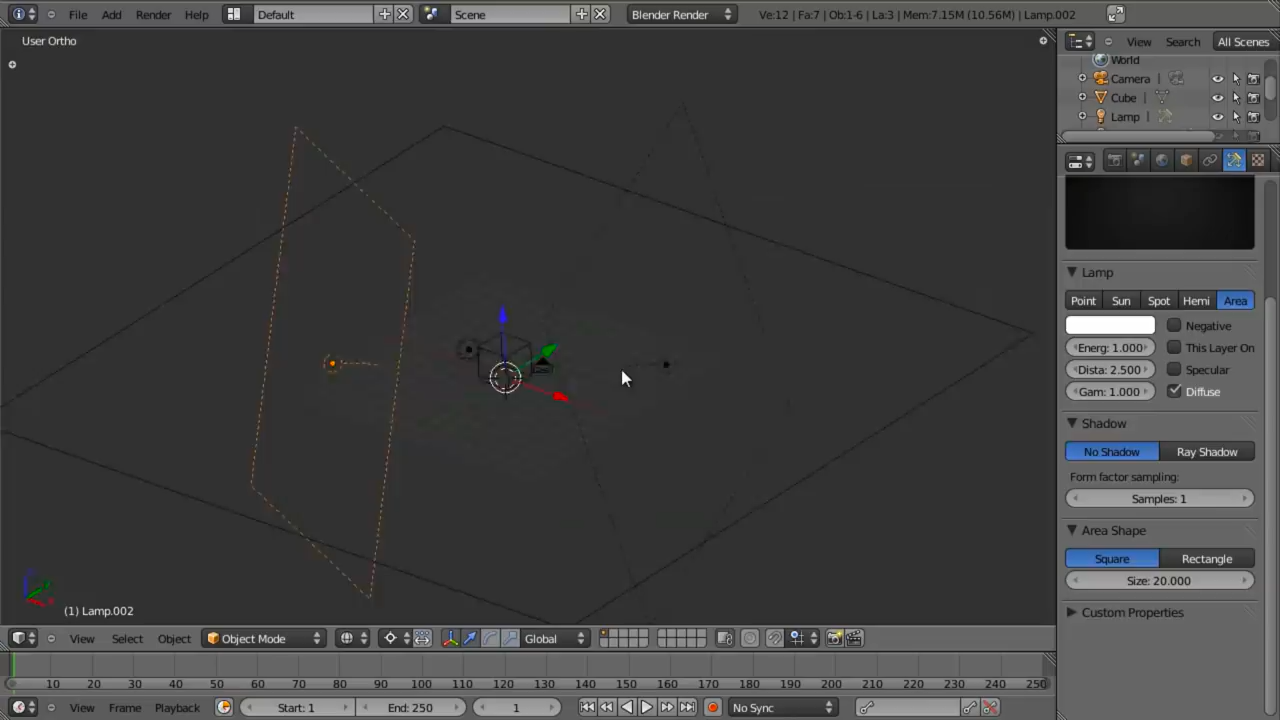 File Add Render Help Default Scene Blender Render Ve:12 | Fa:7 | Ob:1-6 | La:3 | Mem:7.15M (10.56M) | Lamp.002
User Ortho
View Search All Scenes
World
Camera
Cube
Lamp
Lamp
Point Sun Spot Hemi Area
Negative
Energ: 1.000 This Layer On
Dista: 2.500 Specular
Gam: 1.000 Diffuse
Shadow
No Shadow Ray Shadow
Form factor sampling:
Samples: 1
Area Shape
Square Rectangle
Size: 20.000
Custom Properties
(1) Lamp.002
View Select Object Object Mode Global
10 20 30 40 50 60 70 80 90 100 110 120 130 140 150 160 170 180 190 200 210 220 230 240 250
View Frame Playback Start: 1 End: 250 1 No Sync